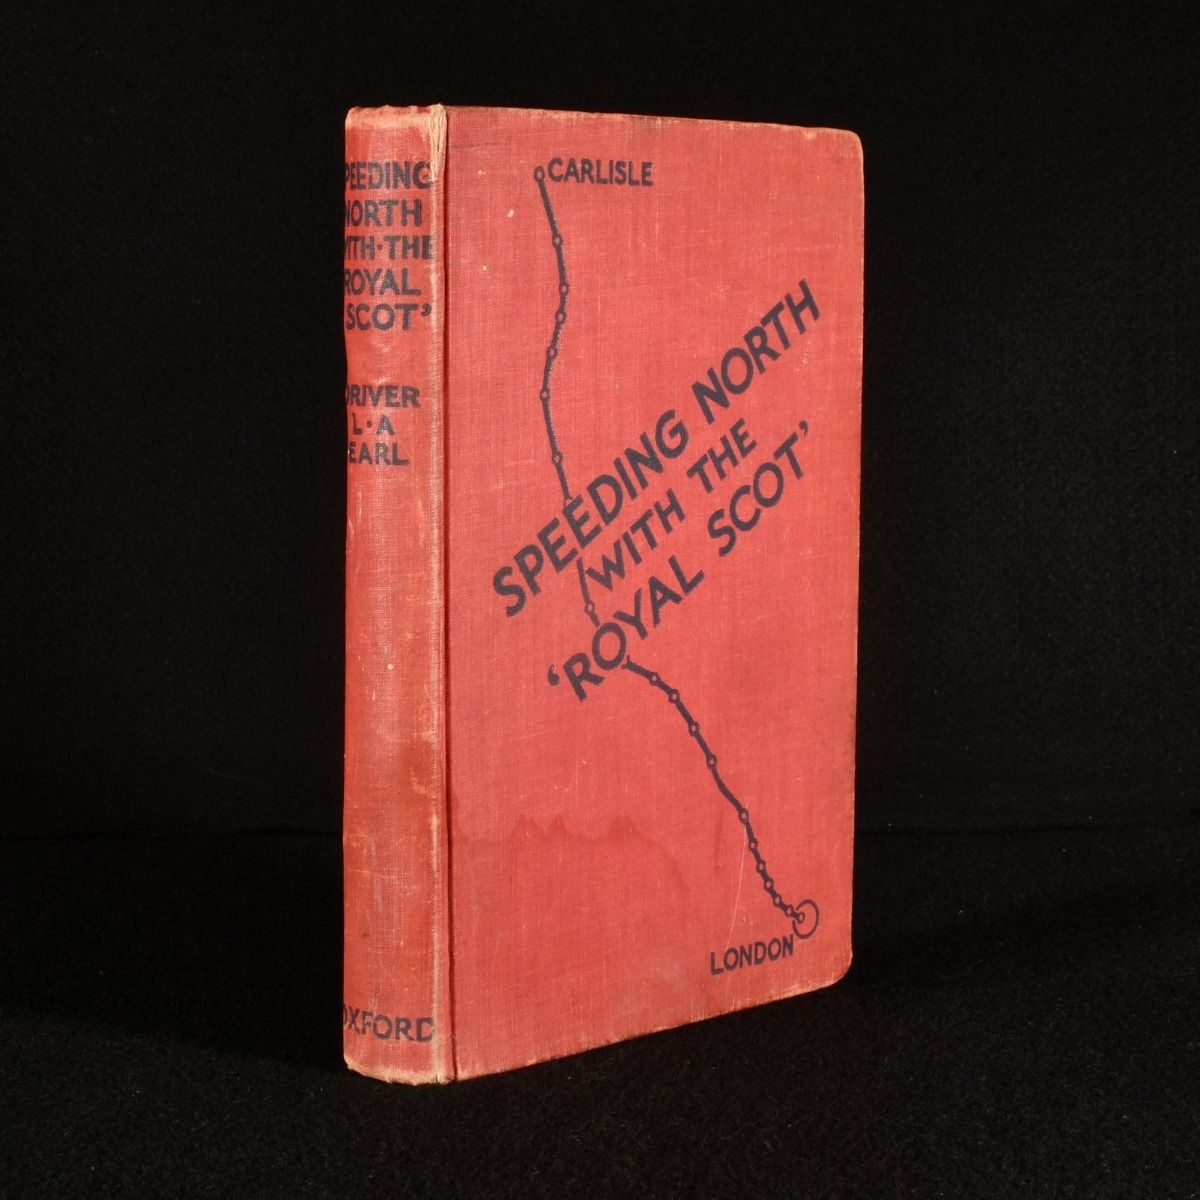 SPEEDING
NORTH
WITH·THE
'ROYAL
SCOT'
DRIVER
L·A
EARL
OXFORD
CARLISLE
SPEEDING NORTH
WITH THE
'ROYAL SCOT'
LONDON